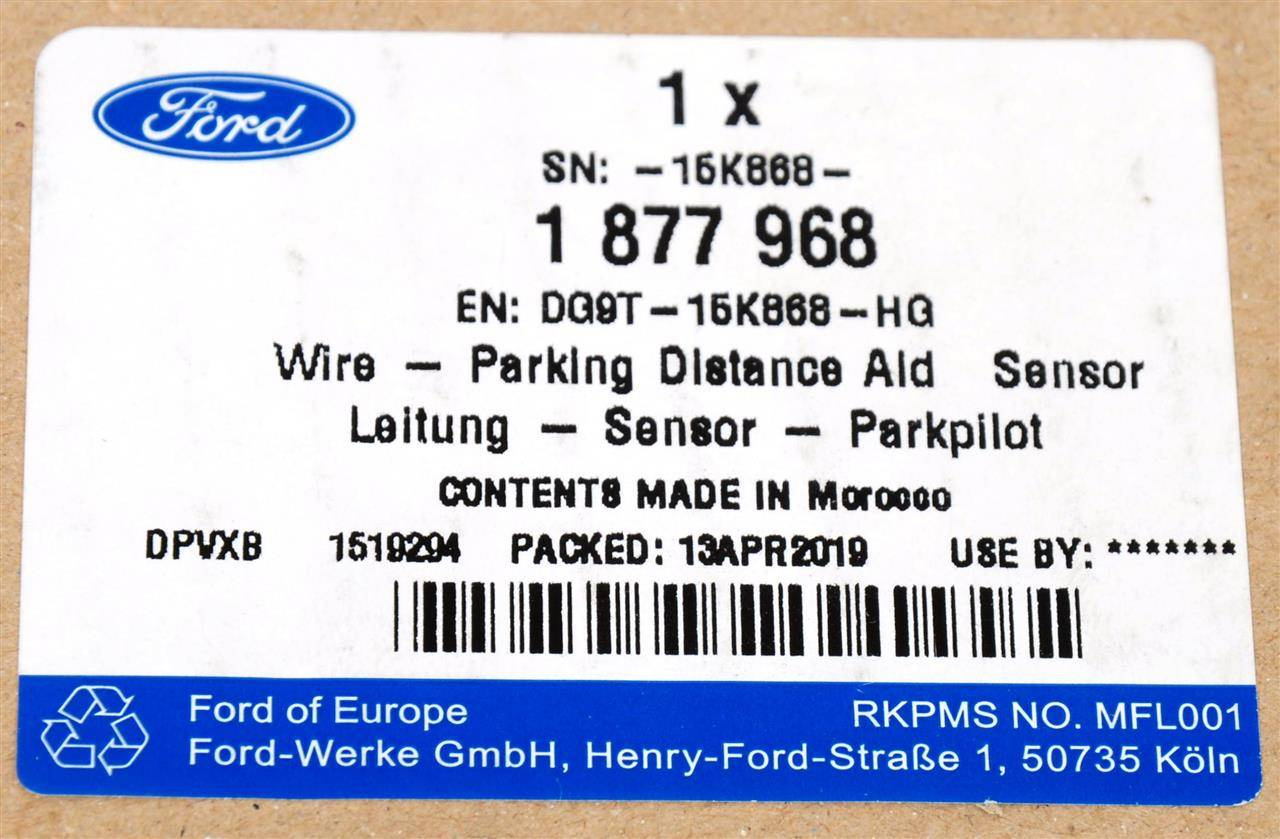 Ford
1 x
SN: -15K868-
1 877 968
EN: DG9T-15K868-HG
Wire - Parking Distance Aid Sensor
Leitung - Sensor - Parkpilot
CONTENTS MADE IN Morocco
DPVXB 1519294 PACKED: 13APR2019 USE BY: *******
Ford of Europe RKPMS NO. MFL001
Ford-Werke GmbH, Henry-Ford-Straße 1, 50735 Köln